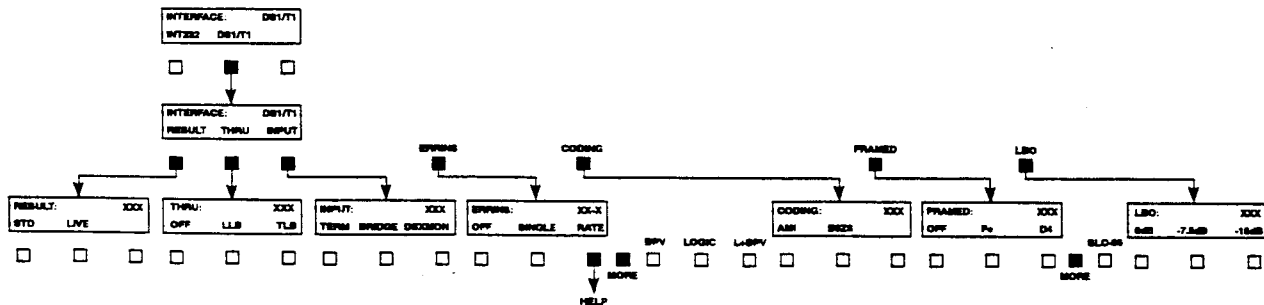 INTERFACE: DS1/T1
INT232 DS1/T1
INTERFACE: DS1/T1
RESULT THRU INPUT
ERRINS CODING FRAMED LBO
RESULT: XXX
STD LIVE
THRU: XXX
OFF LLB TLB
INPUT: XXX
TERM BRIDGE DSXMON
ERRINS: XX-X
OFF SINGLE RATE
CODING: XXX
AMI B8ZS
FRAMED: XXX
OFF Fe D4
LBO: XXX
0dB -7.5dB -15dB
MORE BPV LOGIC L+BPV
MORE SLC-96
HELP